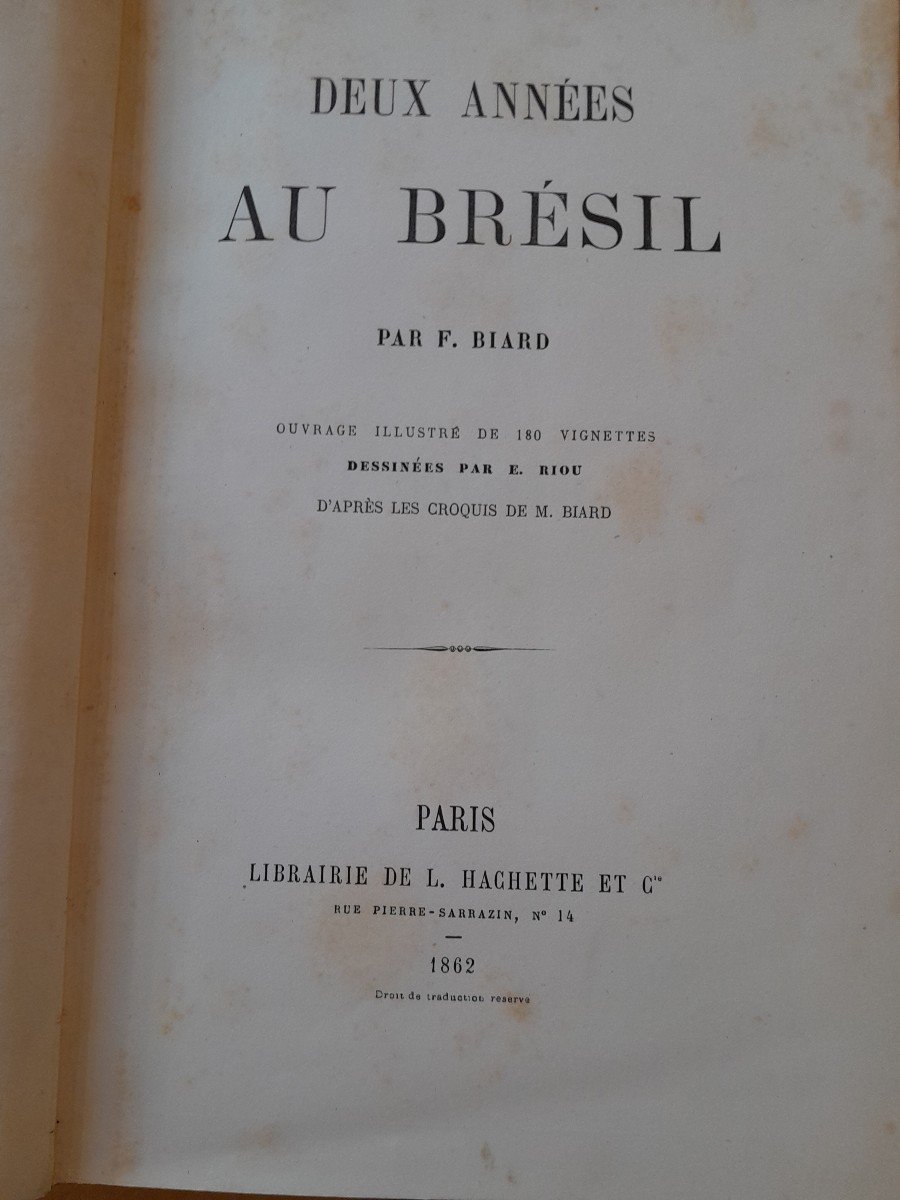 DEUX ANNÉES
AU BRÉSIL
PAR F. BIARD
OUVRAGE ILLUSTRÉ DE 180 VIGNETTES
DESSINÉES PAR E. RIOU
D'APRÈS LES CROQUIS DE M. BIARD
PARIS
LIBRAIRIE DE L. HACHETTE ET Cie
RUE PIERRE-SARRAZIN, N° 14
1862
Droit de traduction reservé